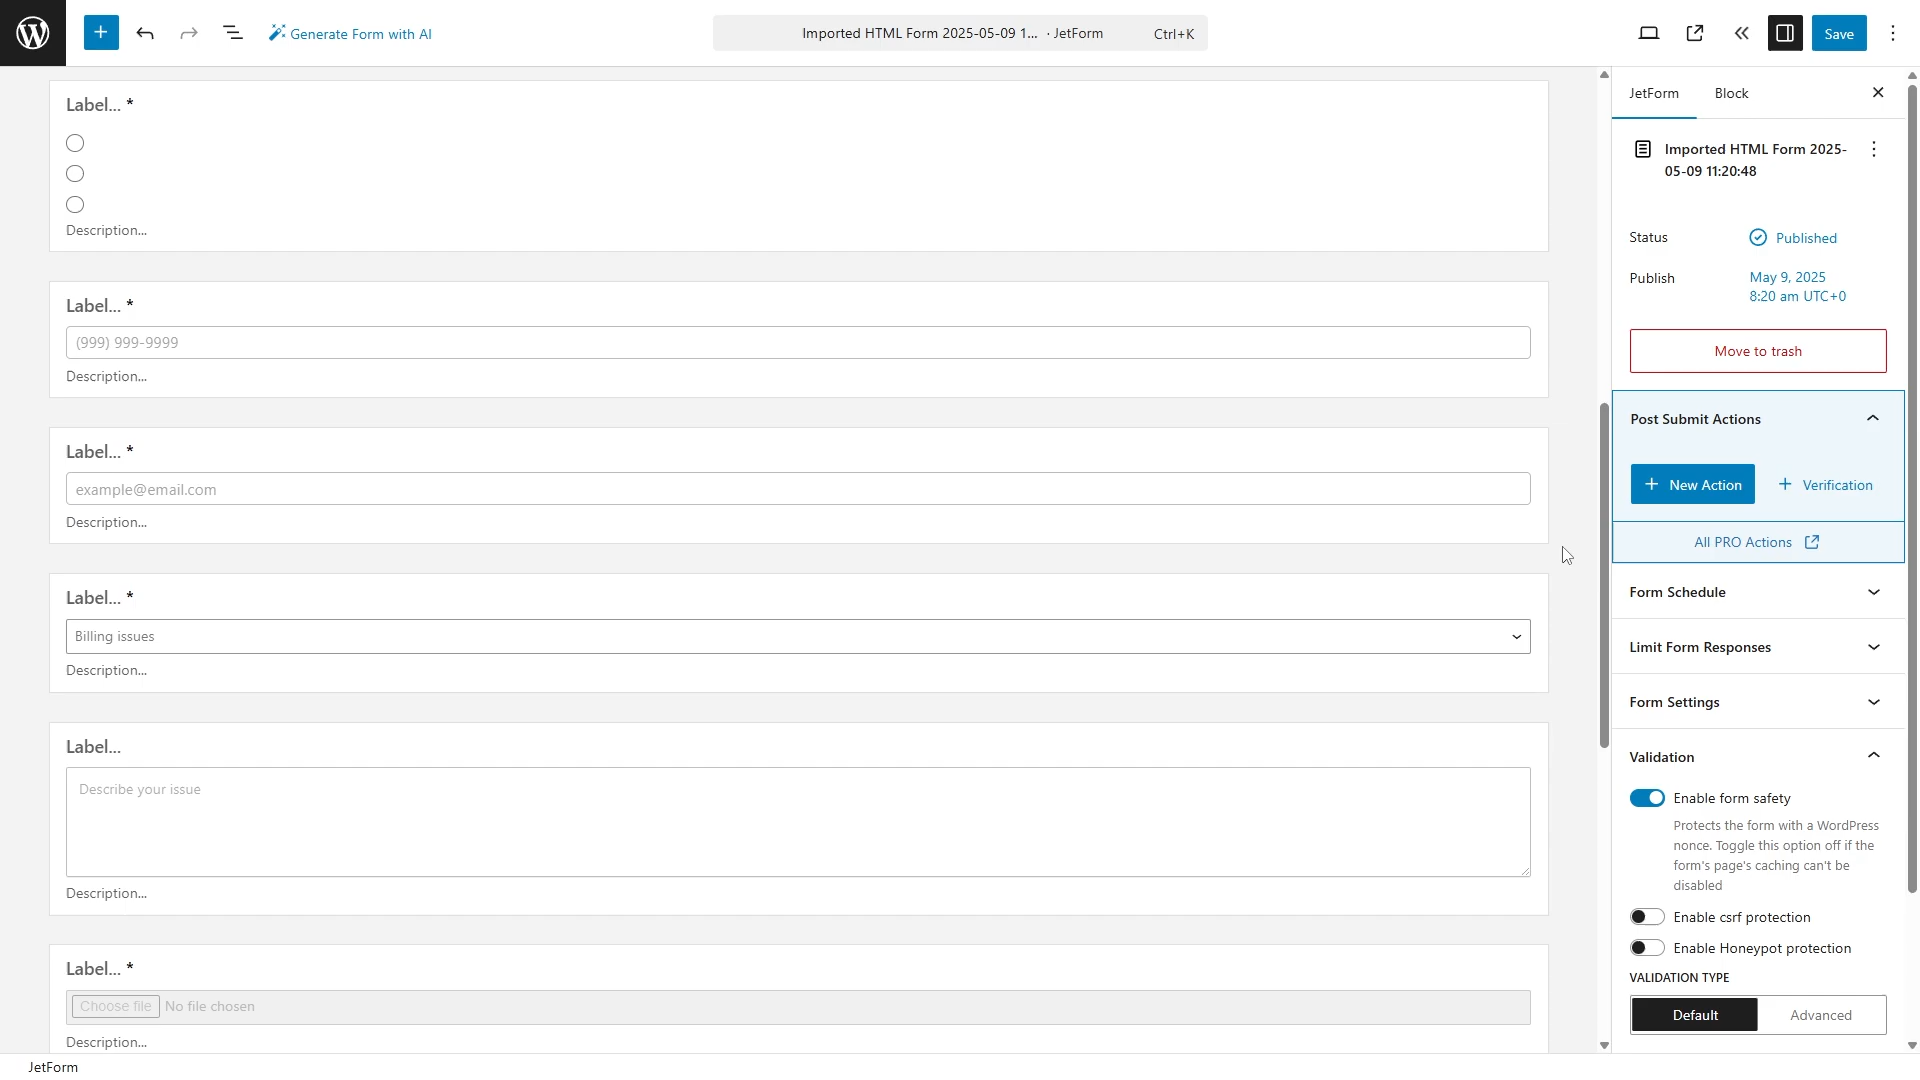 Generate Form with AI
Imported HTML Form 2025-05-09 1... · JetForm Ctrl+K
Save
Label... *
Description...
Label... *
(999) 999-9999
Description...
Label... *
example@email.com
Description...
Label... *
Billing issues
Description...
Label...
Describe your issue
Description...
Label... *
Choose file No file chosen
Description...
JetForm
JetForm Block
Imported HTML Form 2025-
05-09 11:20:48
Status Published
Publish May 9, 2025
8:20 am UTC+0
Move to trash
Post Submit Actions
New Action Verification
All PRO Actions
Form Schedule
Limit Form Responses
Form Settings
Validation
Enable form safety
Protects the form with a WordPress
nonce. Toggle this option off if the
form's page's caching can't be
disabled
Enable csrf protection
Enable Honeypot protection
VALIDATION TYPE
Default Advanced